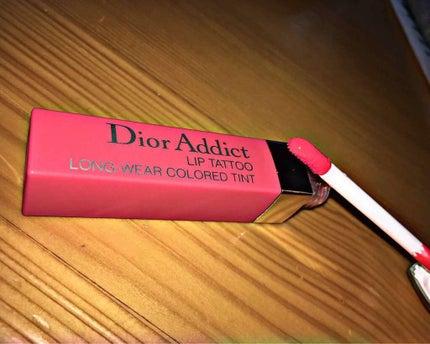 Dior Addict
LIP TATTOO
LONG-WEAR COLORED TINT